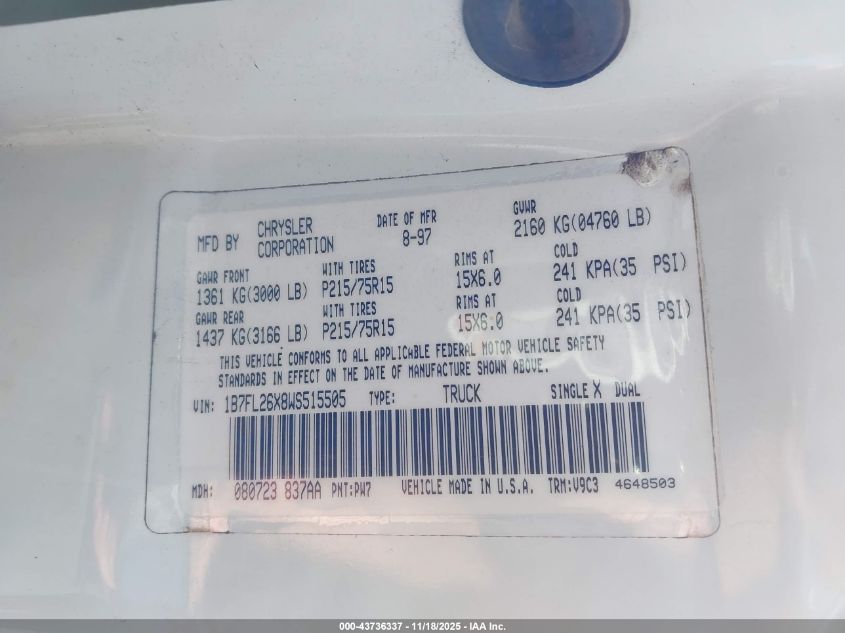 MFD BY CHRYSLER CORPORATION DATE OF MFR 8-97 GVWR 2160 KG(04760 LB)
GAWR FRONT WITH TIRES RIMS AT COLD
1361 KG(3000 LB) P215/75R15 15X6.0 241 KPA(35 PSI)
GAWR REAR WITH TIRES RIMS AT COLD
1437 KG(3166 LB) P215/75R15 15X6.0 241 KPA(35 PSI)
THIS VEHICLE CONFORMS TO ALL APPLICABLE FEDERAL MOTOR VEHICLE SAFETY
STANDARDS IN EFFECT ON THE DATE OF MANUFACTURE SHOWN ABOVE.
VIN: 1B7FL26X8WS515505 TYPE: TRUCK SINGLE X DUAL
MDH: 080723 837AA PNT:PW7 VEHICLE MADE IN U.S.A. TRM:V9C3 4648503
000-43736337 - 11/18/2025 - IAA Inc.